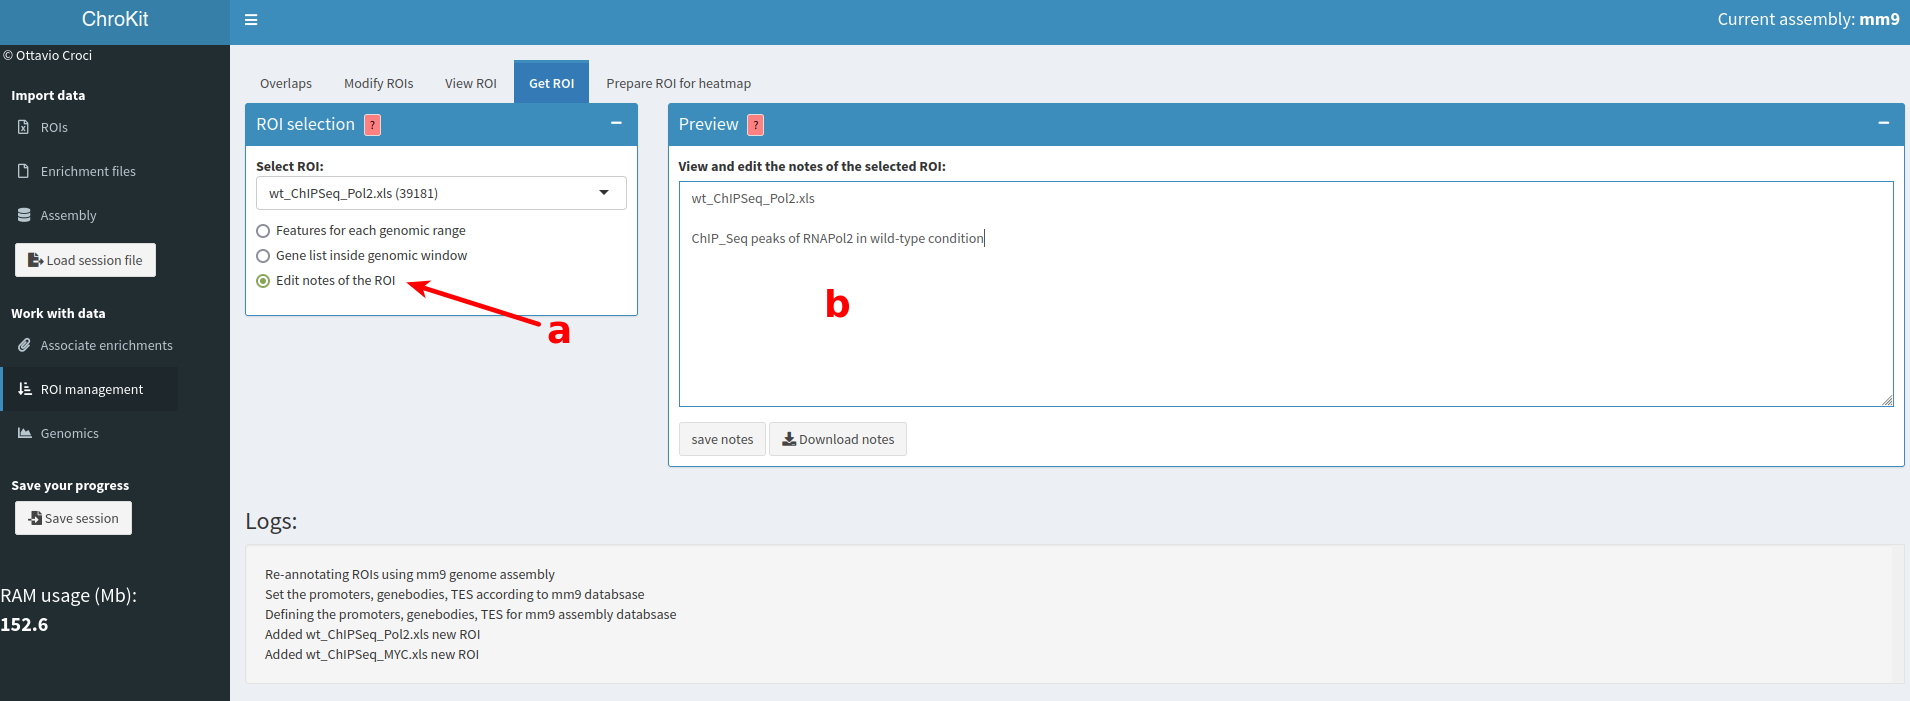 ChroKit
Current assembly: mm9
© Ottavio Croci
Import data
ROIs
Enrichment files
Assembly
Load session file
Work with data
Associate enrichments
ROI management
Genomics
Save your progress
Save session
RAM usage (Mb):
152.6
Overlaps Modify ROIs View ROI Get ROI Prepare ROI for heatmap
ROI selection ?
Select ROI:
wt_ChIPSeq_Pol2.xls (39181)
Features for each genomic range
Gene list inside genomic window
Edit notes of the ROI
a
Preview ?
View and edit the notes of the selected ROI:
wt_ChIPSeq_Pol2.xls
ChIP_Seq peaks of RNAPol2 in wild-type condition
b
save notes Download notes
Logs:
Re-annotating ROIs using mm9 genome assembly
Set the promoters, genebodies, TES according to mm9 databsase
Defining the promoters, genebodies, TES for mm9 assembly databsase
Added wt_ChIPSeq_Pol2.xls new ROI
Added wt_ChIPSeq_MYC.xls new ROI